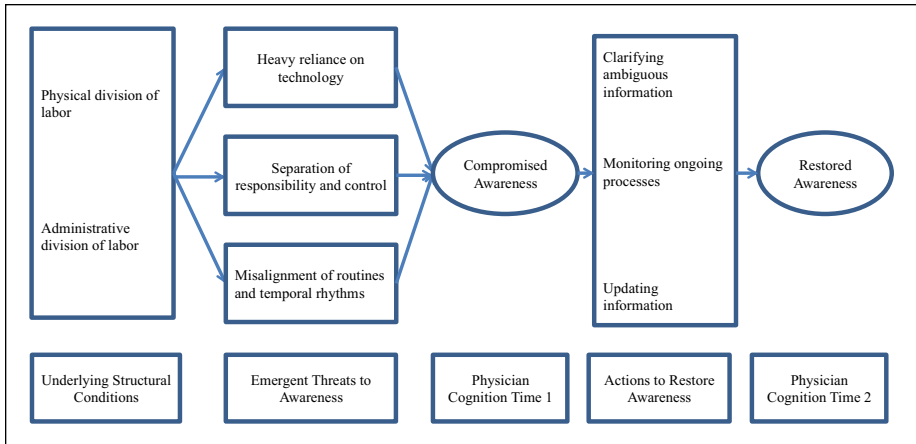 Physical division of
labor
Administrative
division of labor
Heavy reliance on
technology
Separation of
responsibility and control
Misalignment of routines
and temporal rhythms
Compromised
Awareness
Clarifying
ambiguous
information
Monitoring ongoing
processes
Updating
information
Restored
Awareness
Underlying Structural
Conditions
Emergent Threats to
Awareness
Physician
Cognition Time 1
Actions to Restore
Awareness
Physician
Cognition Time 2